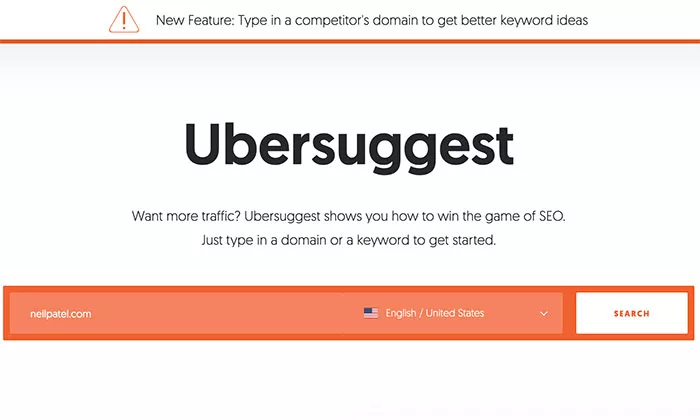 New Feature: Type in a competitor's domain to get better keyword ideas
Ubersuggest
Want more traffic? Ubersuggest shows you how to win the game of SEO.
Just type in a domain or a keyword to get started.
neilpatel.com English / United States SEARCH